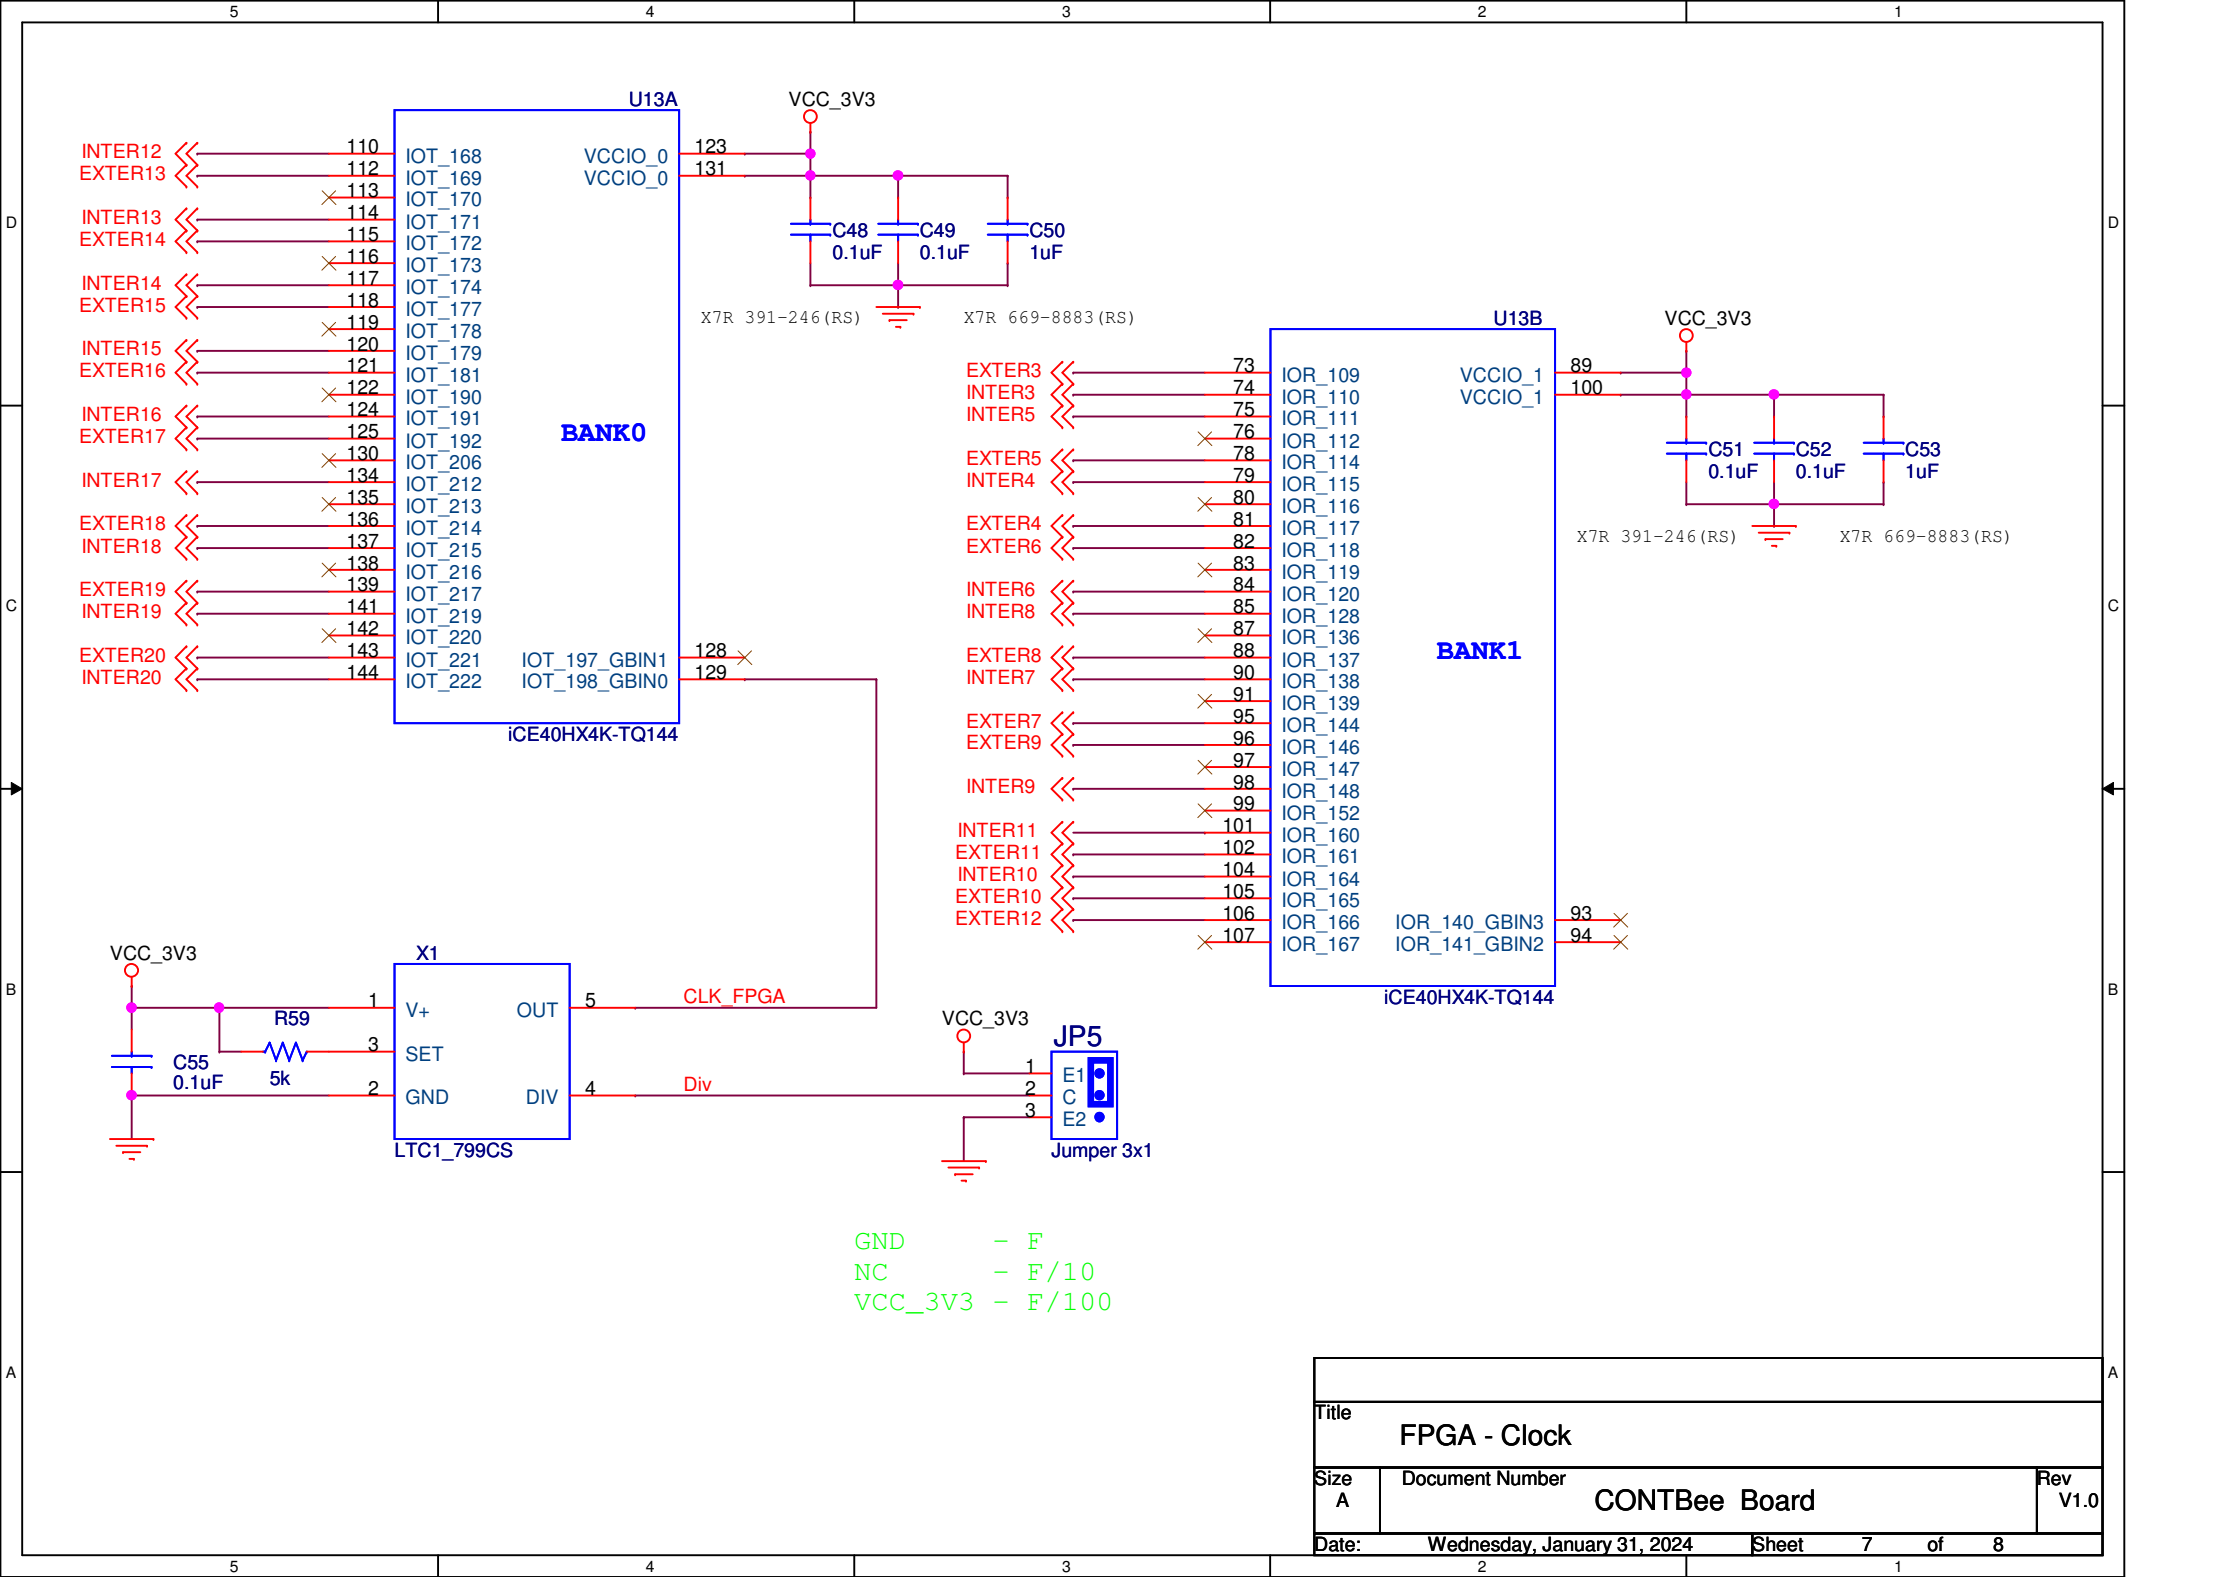 5 4 3 2 1
D D
C C
B B
A A
U13A
INTER12 110 IOT_168
EXTER13 112 IOT_169
113 IOT_170
INTER13 114 IOT_171
EXTER14 115 IOT_172
116 IOT_173
INTER14 117 IOT_174
EXTER15 118 IOT_177
119 IOT_178
INTER15 120 IOT_179
EXTER16 121 IOT_181
122 IOT_190
INTER16 124 IOT_191
EXTER17 125 IOT_192
130 IOT_206
INTER17 134 IOT_212
135 IOT_213
EXTER18 136 IOT_214
INTER18 137 IOT_215
138 IOT_216
EXTER19 139 IOT_217
INTER19 141 IOT_219
142 IOT_220
EXTER20 143 IOT_221
INTER20 144 IOT_222
VCCIO_0 123
VCCIO_0 131
BANK0
IOT_197_GBIN1 128
IOT_198_GBIN0 129
iCE40HX4K-TQ144
VCC_3V3
C48 C49 C50
0.1uF 0.1uF 1uF
X7R 391-246(RS) X7R 669-8883(RS)
U13B
EXTER3 73 IOR_109
INTER3 74 IOR_110
INTER5 75 IOR_111
76 IOR_112
EXTER5 78 IOR_114
INTER4 79 IOR_115
80 IOR_116
EXTER4 81 IOR_117
EXTER6 82 IOR_118
83 IOR_119
INTER6 84 IOR_120
INTER8 85 IOR_128
87 IOR_136
EXTER8 88 IOR_137
INTER7 90 IOR_138
91 IOR_139
EXTER7 95 IOR_144
EXTER9 96 IOR_146
97 IOR_147
INTER9 98 IOR_148
99 IOR_152
INTER11 101 IOR_160
EXTER11 102 IOR_161
INTER10 104 IOR_164
EXTER10 105 IOR_165
EXTER12 106 IOR_166
107 IOR_167
VCCIO_1 89
VCCIO_1 100
BANK1
IOR_140_GBIN3 93
IOR_141_GBIN2 94
iCE40HX4K-TQ144
VCC_3V3
C51 C52 C53
0.1uF 0.1uF 1uF
X7R 391-246(RS) X7R 669-8883(RS)
VCC_3V3
X1
1 V+ OUT 5 CLK_FPGA
R59
5k
3 SET
C55
0.1uF
2 GND DIV 4 Div
LTC1_799CS
VCC_3V3
JP5
1 E1
2 C
3 E2
Jumper 3x1
GND - F
NC - F/10
VCC_3V3 - F/100
Title
FPGA - Clock
Size Document Number Rev
A CONTBee Board V1.0
Date: Wednesday, January 31, 2024 Sheet 7 of 8
5 4 3 2 1